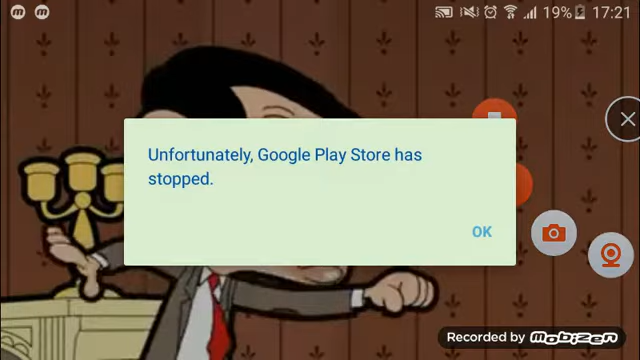 19% 17:21
Unfortunately, Google Play Store has
stopped.
OK
Recorded by mobizen